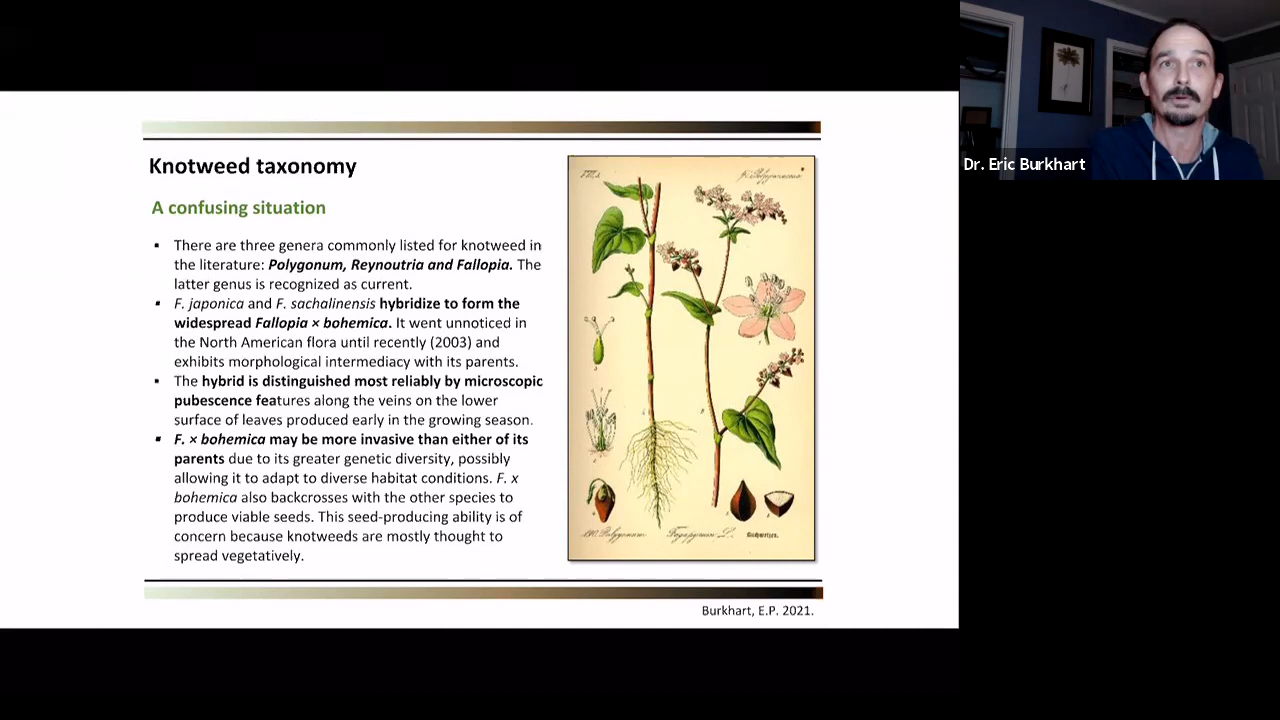 Knotweed taxonomy
A confusing situation
▪ There are three genera commonly listed for knotweed in
the literature: Polygonum, Reynoutria and Fallopia. The
latter genus is recognized as current.
▪ F. japonica and F. sachalinensis hybridize to form the
widespread Fallopia × bohemica. It went unnoticed in
the North American flora until recently (2003) and
exhibits morphological intermediacy with its parents.
▪ The hybrid is distinguished most reliably by microscopic
pubescence features along the veins on the lower
surface of leaves produced early in the growing season.
▪ F. × bohemica may be more invasive than either of its
parents due to its greater genetic diversity, possibly
allowing it to adapt to diverse habitat conditions. F. x
bohemica also backcrosses with the other species to
produce viable seeds. This seed-producing ability is of
concern because knotweeds are mostly thought to
spread vegetatively.
Polygonum Fagopyrum L. Buchweizen.
Burkhart, E.P. 2021.
Dr. Eric Burkhart